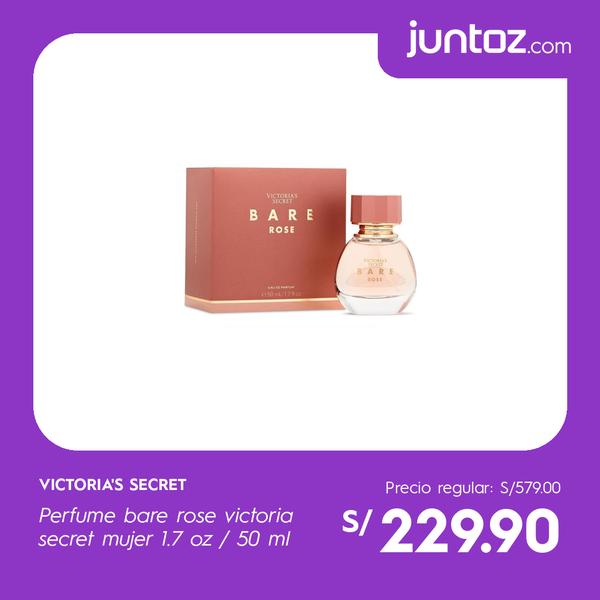 juntoz.com
VICTORIA'S
SECRET
BARE
ROSE
EAU DE PARFUM
VICTORIA'S
SECRET
BARE
ROSE
VICTORIA'S SECRET
Perfume bare rose victoria
secret mujer 1.7 oz / 50 ml
Precio regular: S/579.00
S/229.90